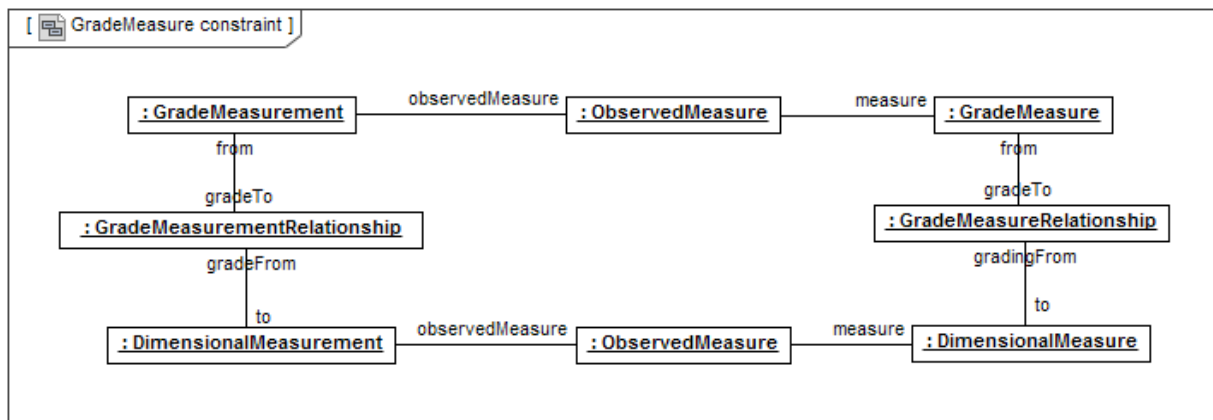 [ GradeMeasure constraint ]
: GradeMeasurement
observedMeasure
: ObservedMeasure
measure
: GradeMeasure
from
from
gradeTo
gradeTo
: GradeMeasurementRelationship
: GradeMeasureRelationship
gradeFrom
gradingFrom
to
to
: DimensionalMeasurement
observedMeasure
: ObservedMeasure
measure
: DimensionalMeasure